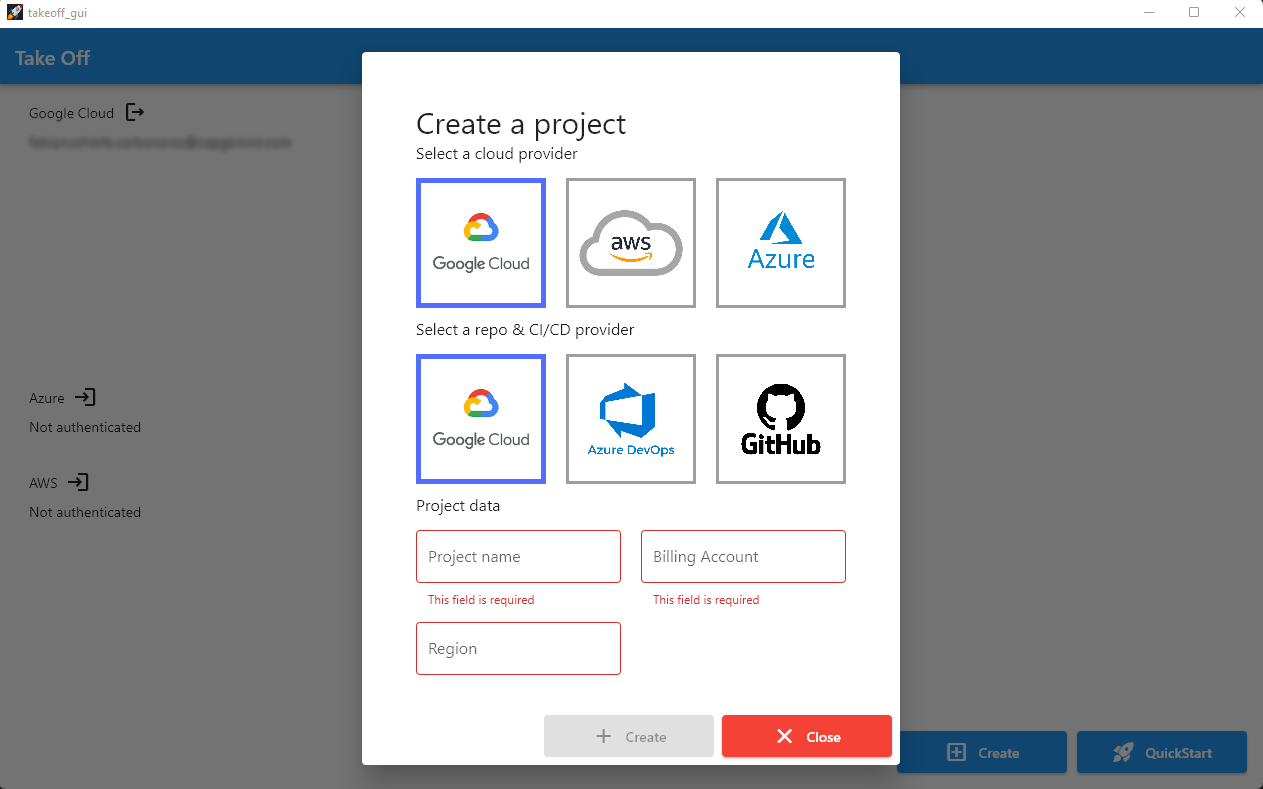 takeoff_gui
Take Off
Google Cloud
Azure
Not authenticated
AWS
Not authenticated
Create a project
Select a cloud provider
Google Cloud
aws
Azure
Select a repo & CI/CD provider
Google Cloud
Azure DevOps
GitHub
Project data
Project name
Billing Account
This field is required
This field is required
Region
Create
Close
Create
QuickStart